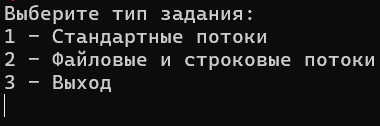 Выберите тип задания:
1 - Стандартные потоки
2 - Файловые и строковые потоки
3 - Выход